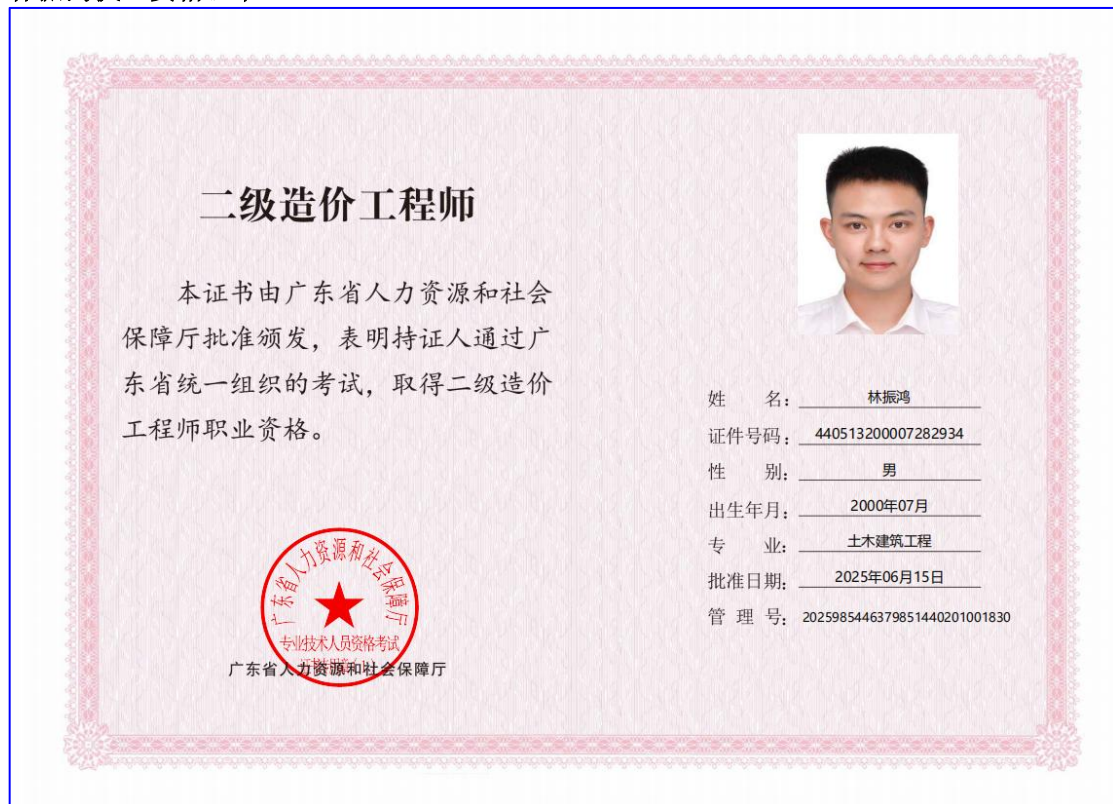 二级造价工程师
本证书由广东省人力资源和社会
保障厅批准颁发，表明持证人通过广
东省统一组织的考试，取得二级造价
工程师职业资格。
广东省人力资源和社会保障厅
专业技术人员资格考试
广东省人力资源和社会保障厅
姓 名：林振鸿
证件号码：440513200007282934
性 别：男
出生年月：2000年07月
专 业：土木建筑工程
批准日期：2025年06月15日
管 理 号：2025985446379851440201001830